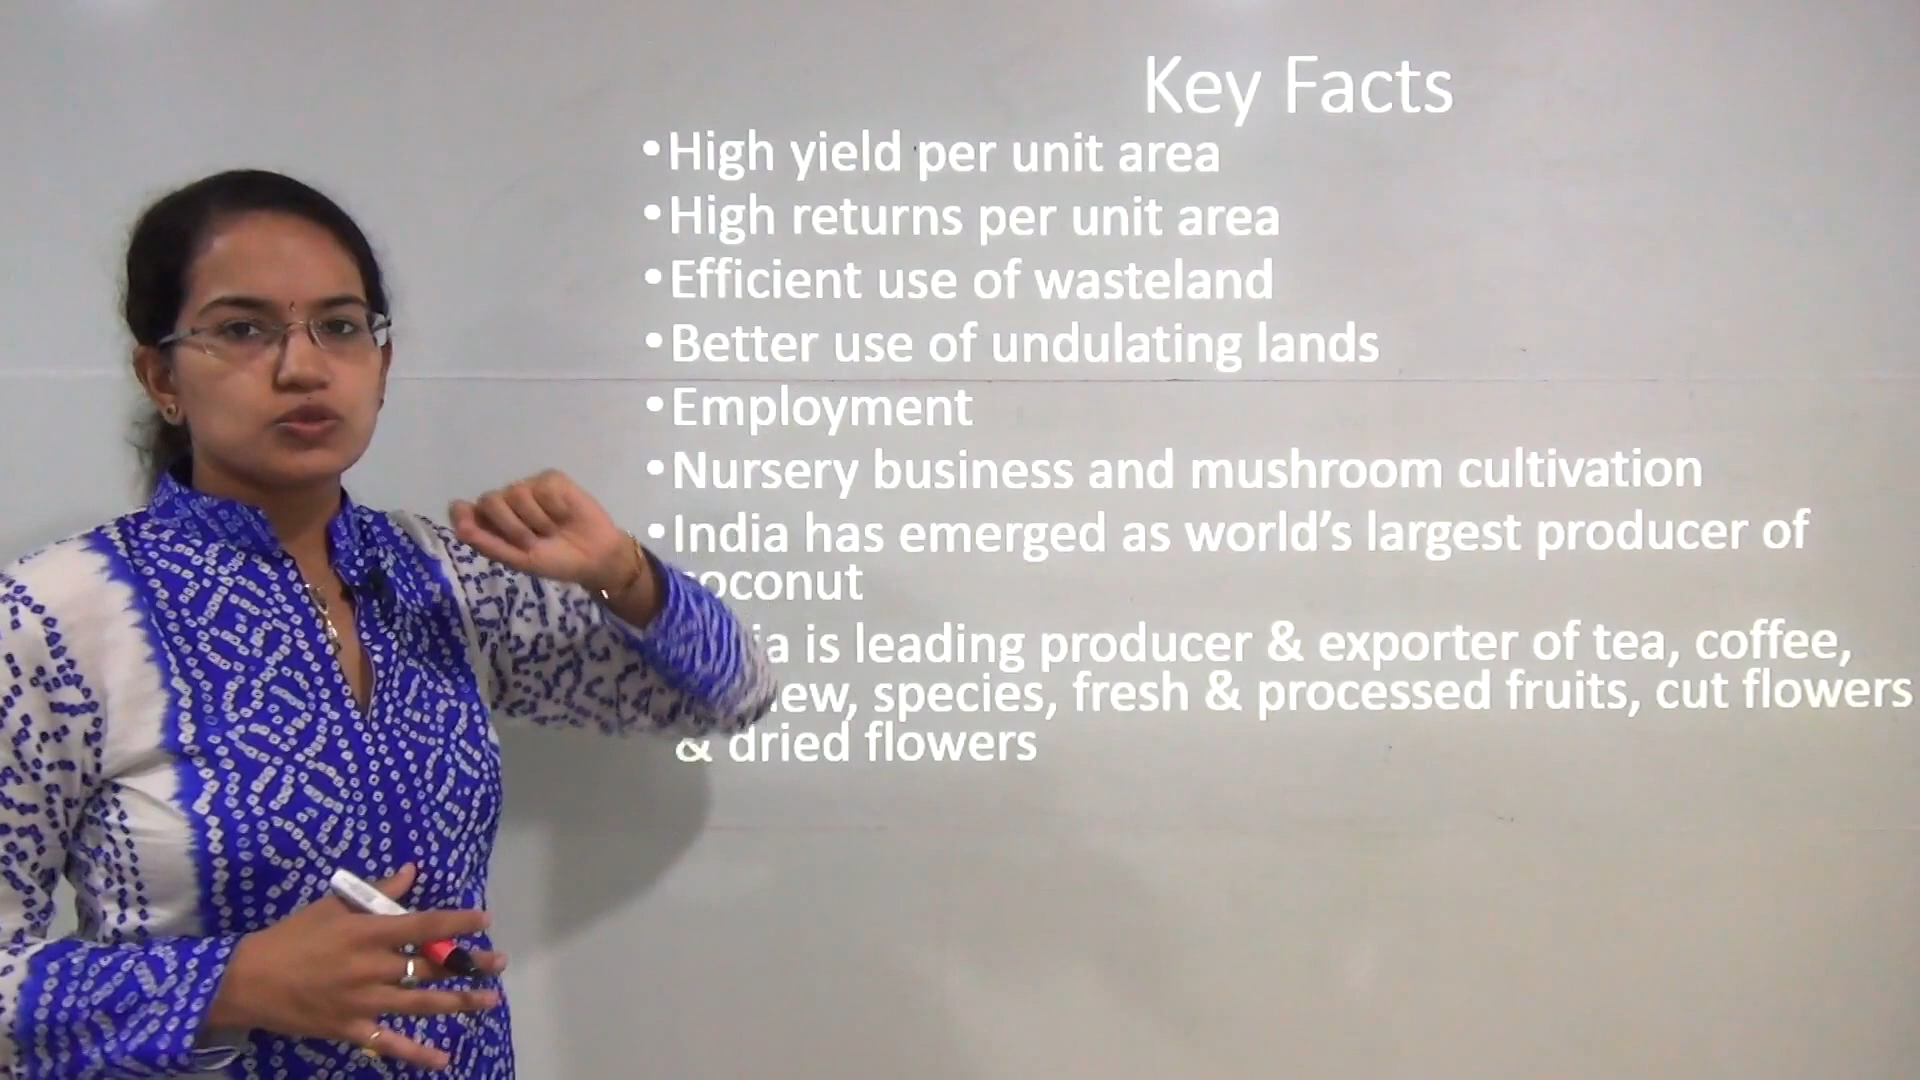 Key Facts
•High yield per unit area
•High returns per unit area
•Efficient use of wasteland
•Better use of undulating lands
•Employment
•Nursery business and mushroom cultivation
•India has emerged as world's largest producer of
coconut
is leading producer & exporter of tea, coffee,
species, fresh & processed fruits, cut flowers
& dried flowers